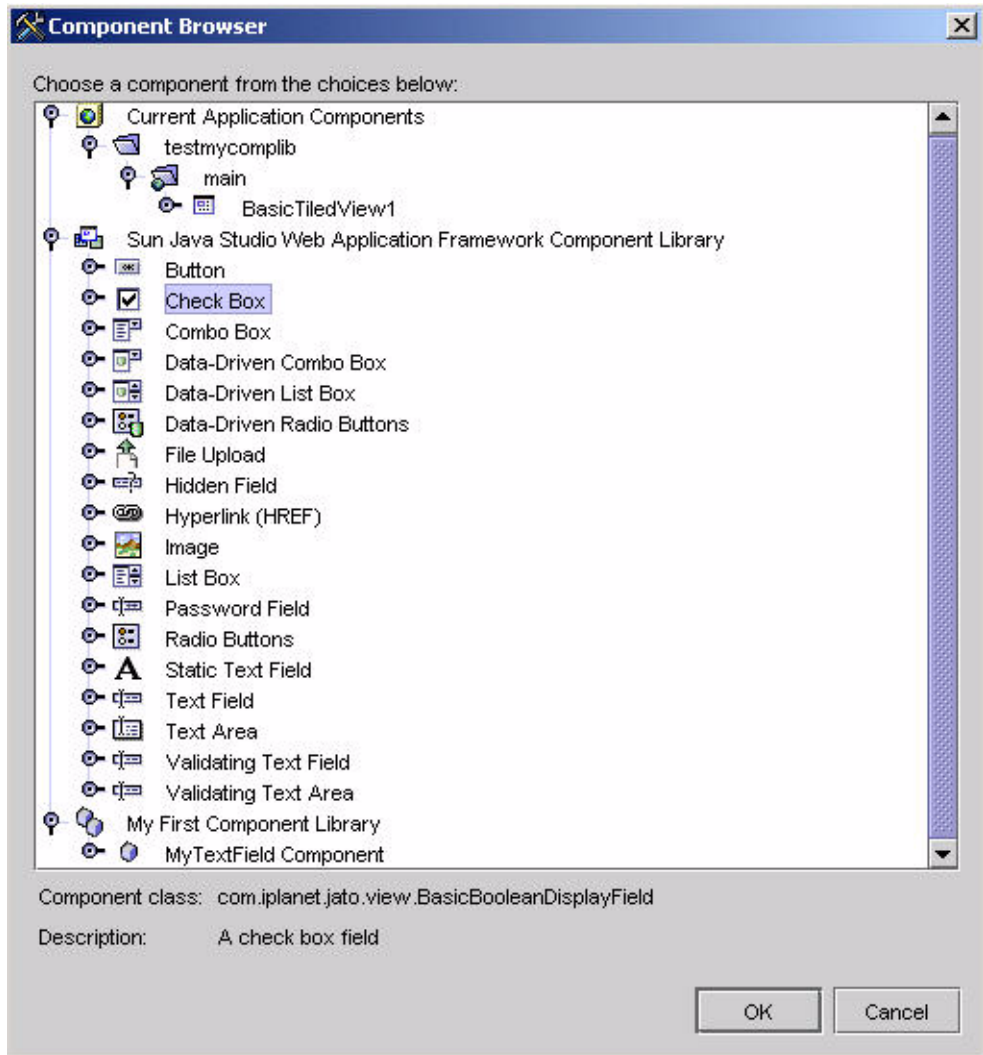 Component Browser
Choose a component from the choices below:
Current Application Components
testmycomplib
main
BasicTiledView1
Sun Java Studio Web Application Framework Component Library
Button
Check Box
Combo Box
Data-Driven Combo Box
Data-Driven List Box
Data-Driven Radio Buttons
File Upload
Hidden Field
Hyperlink (HREF)
Image
List Box
Password Field
Radio Buttons
Static Text Field
Text Field
Text Area
Validating Text Field
Validating Text Area
My First Component Library
MyTextField Component
Component class: com.iplanet.jato.view.BasicBooleanDisplayField
Description: A check box field
OK Cancel